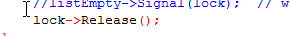 //listEmpty->Signal(lock); // w
lock->Release();